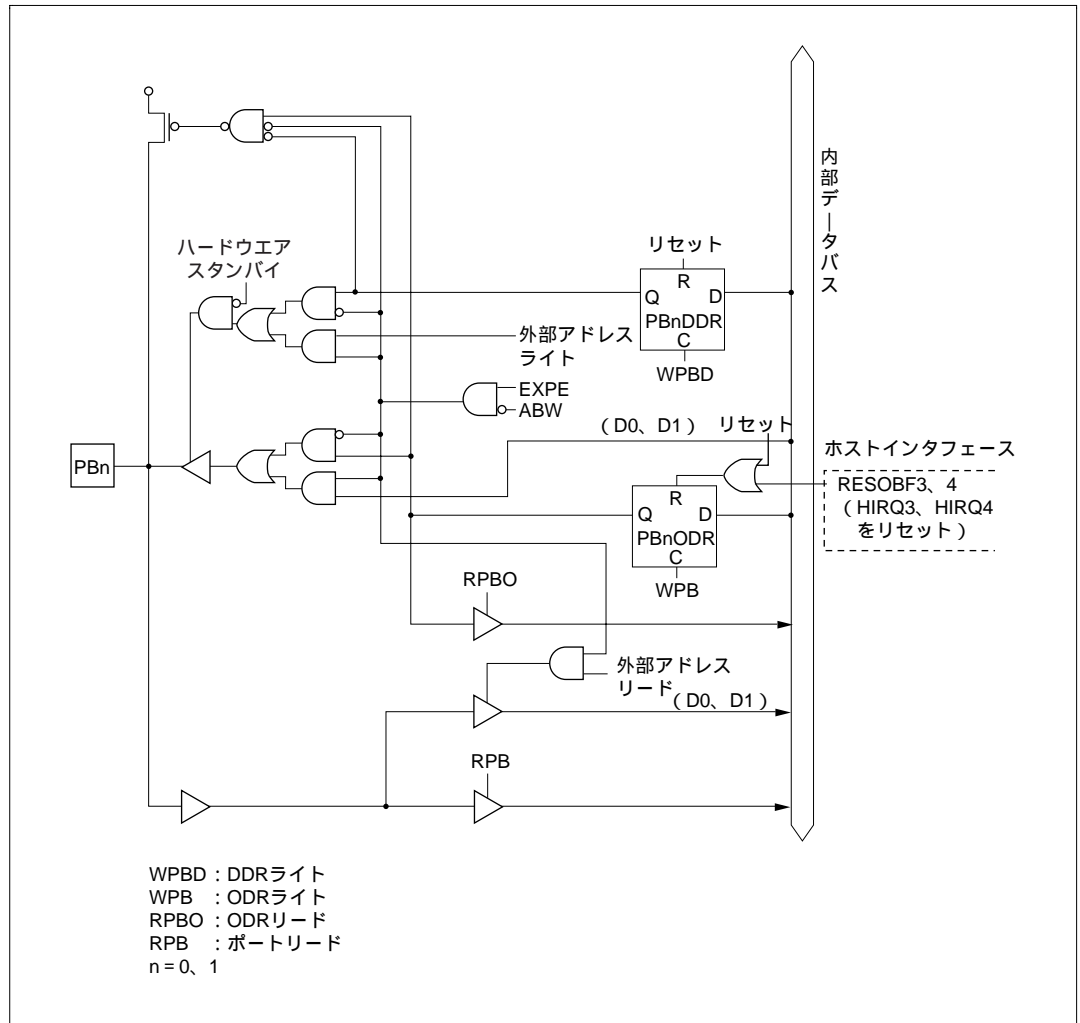 内部データバス
ハードウエア
スタンバイ
リセット
R
Q
D
PBnDDR
C
WPBD
外部アドレス
ライト
EXPE
ABW
（D0、D1）
リセット
ホストインタフェース
PBn
RESOBF3、4
（HIRQ3、HIRQ4
をリセット）
R
Q
D
PBnODR
C
WPB
RPBO
外部アドレス
リード
（D0、D1）
RPB
WPBD：DDRライト
WPB ：ODRライト
RPBO：ODRリード
RPB ：ポートリード
n = 0、1